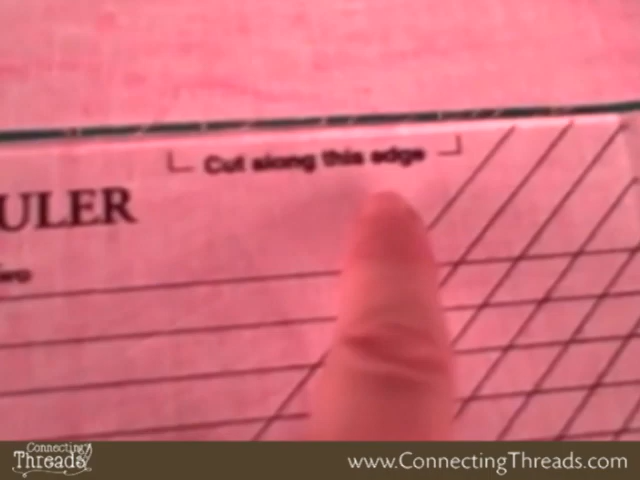 Cut along this edge
ULER
Connecting
Threads
www.ConnectingThreads.com